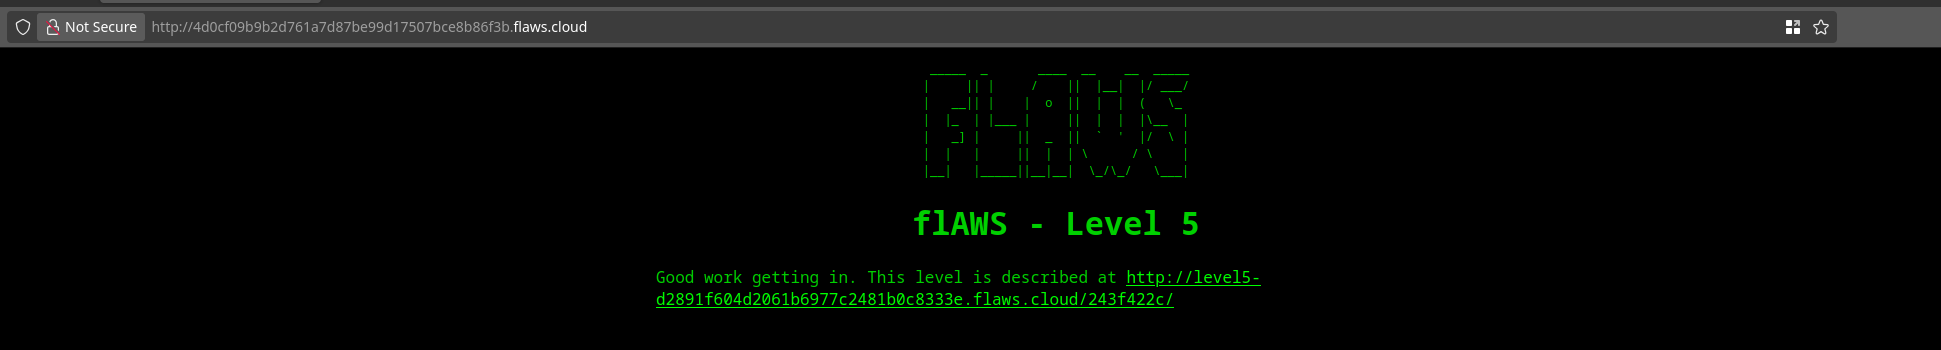 Not Secure http://4d0cf09b9b2d761a7d87be99d17507bce8b86f3b.flaws.cloud
FLAWS
flAWS - Level 5
Good work getting in. This level is described at http://level5-
d2891f604d2061b6977c2481b0c8333e.flaws.cloud/243f422c/